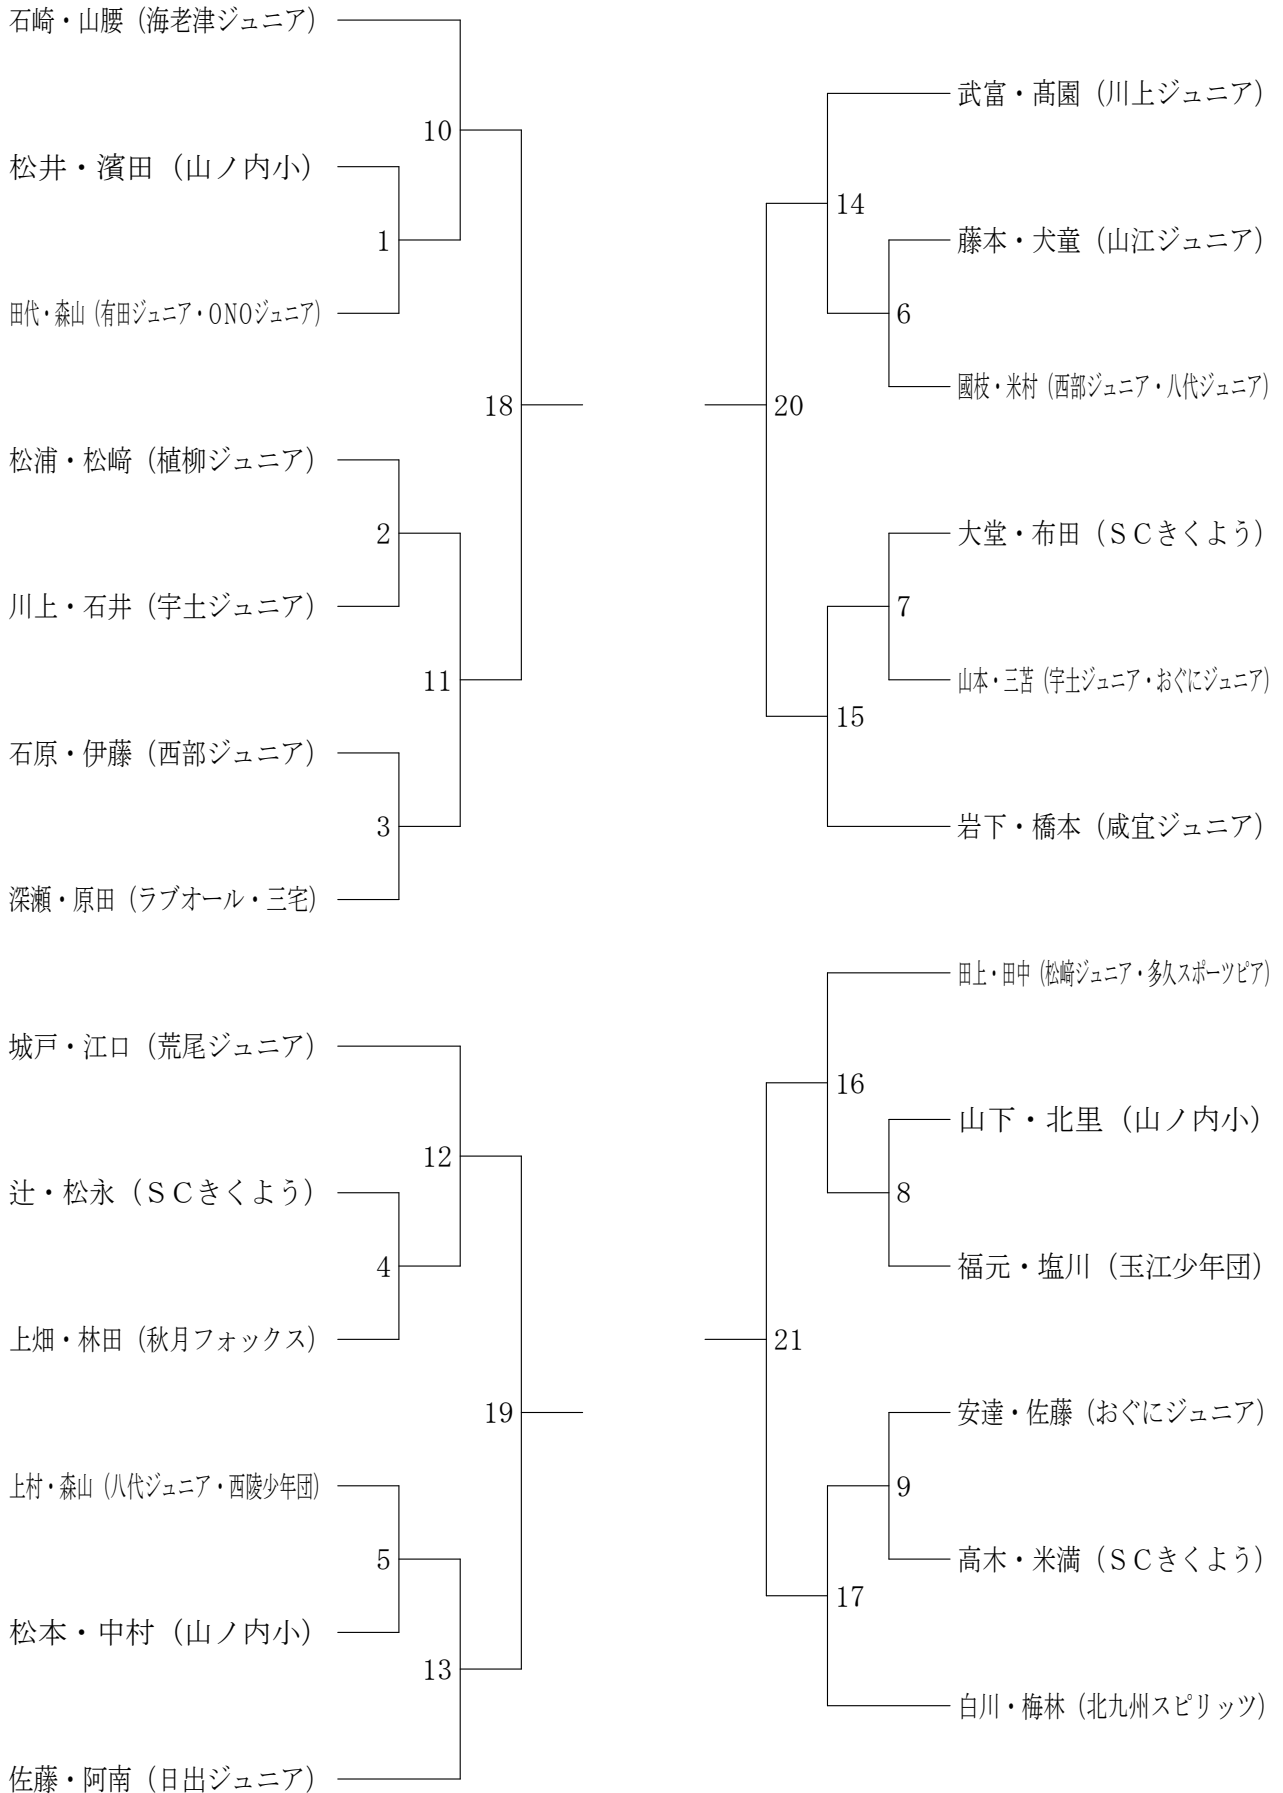 石崎・山腰（海老津ジュニア）
10
松井・濱田（山ノ内小）
1
田代・森山（有田ジュニア・ONOジュニア）
18
松浦・松﨑（植柳ジュニア）
2
川上・石井（宇土ジュニア）
11
石原・伊藤（西部ジュニア）
3
深瀬・原田（ラブオール・三宅）
城戸・江口（荒尾ジュニア）
12
辻・松永（ＳＣきくよう）
4
上畑・林田（秋月フォックス）
19
上村・森山（八代ジュニア・西陵少年団）
5
松本・中村（山ノ内小）
13
佐藤・阿南（日出ジュニア）
武富・髙園（川上ジュニア）
14
藤本・犬童（山江ジュニア）
6
國枝・米村（西部ジュニア・八代ジュニア）
20
大堂・布田（ＳＣきくよう）
7
山本・三苫（宇土ジュニア・おぐにジュニア）
15
岩下・橋本（咸宜ジュニア）
田上・田中（松﨑ジュニア・多久スポーツピア）
16
山下・北里（山ノ内小）
8
福元・塩川（玉江少年団）
21
安達・佐藤（おぐにジュニア）
9
高木・米満（ＳＣきくよう）
17
白川・梅林（北九州スピリッツ）